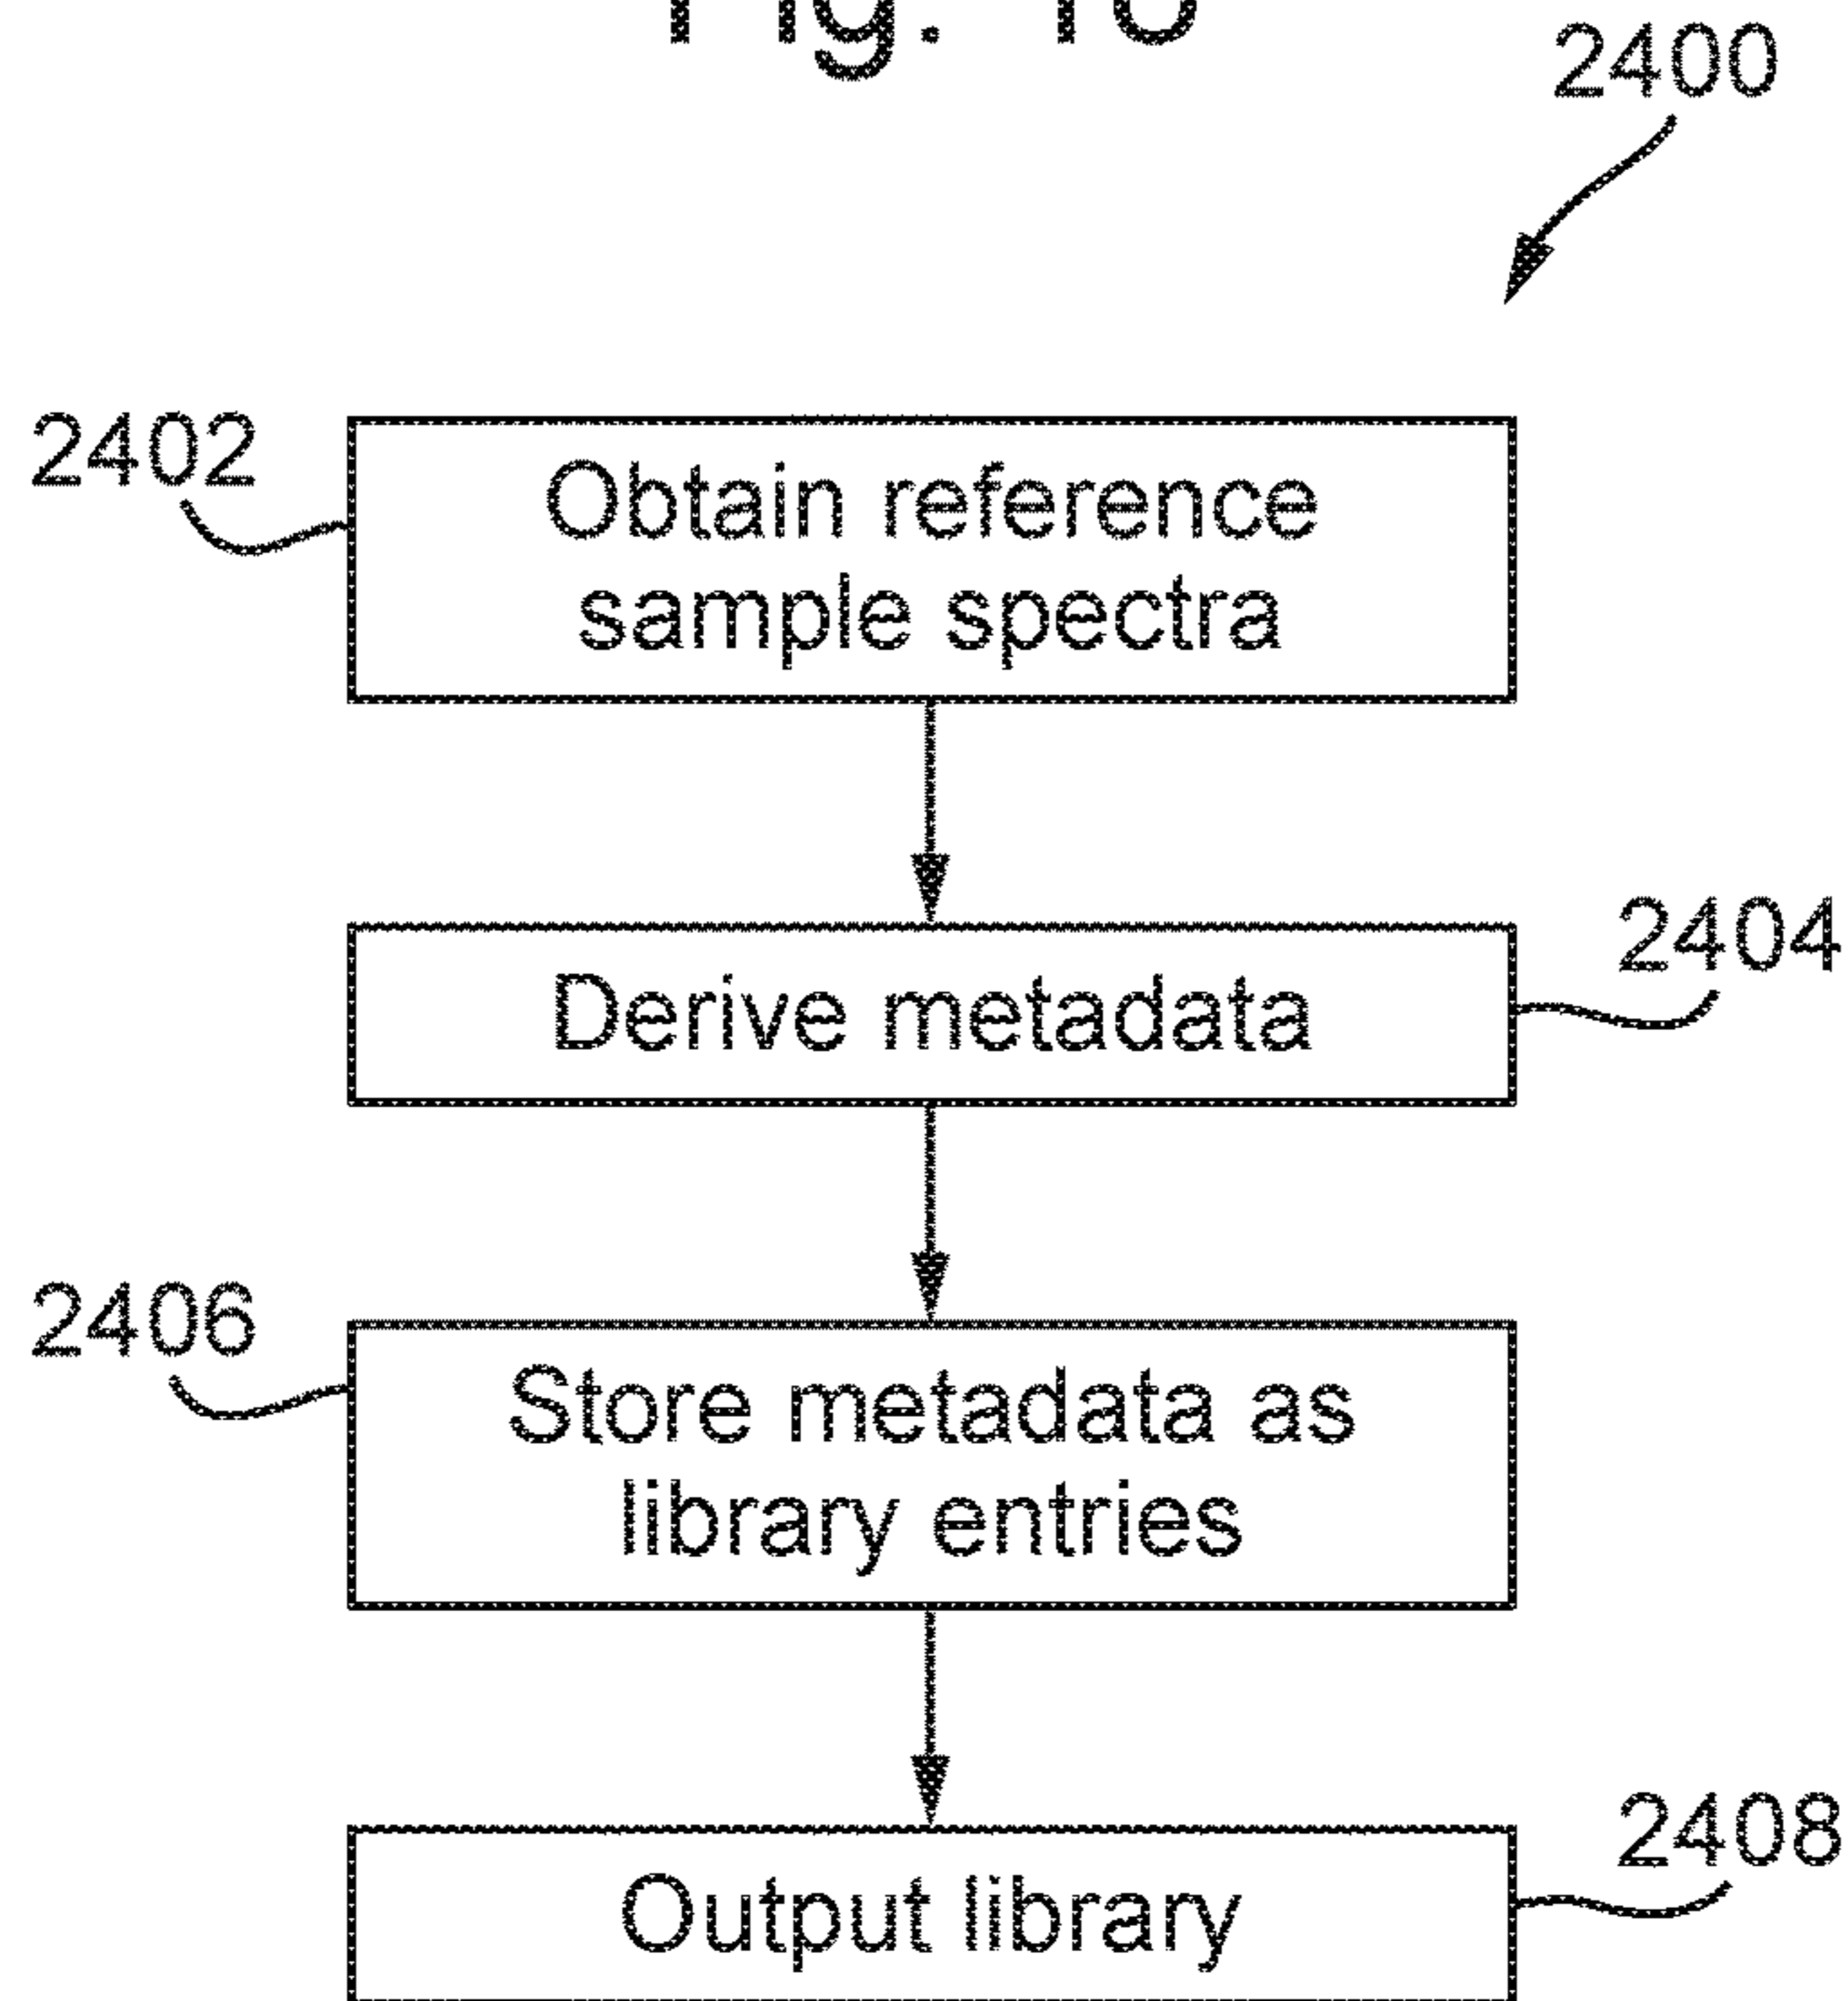 2400
2402
Obtain reference
sample spectra
Derive metadata
2404
2406
Store metadata as
library entries
Output library
2408